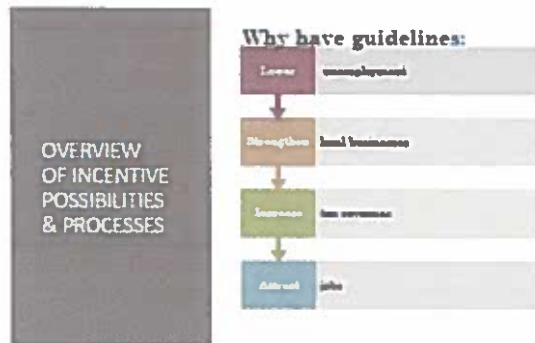 OVERVIEW
OF INCENTIVE
POSSIBILITIES
& PROCESSES
Why have guidelines:
Lower unemployment
Strengthen local businesses
Increase tax revenues
Attract jobs